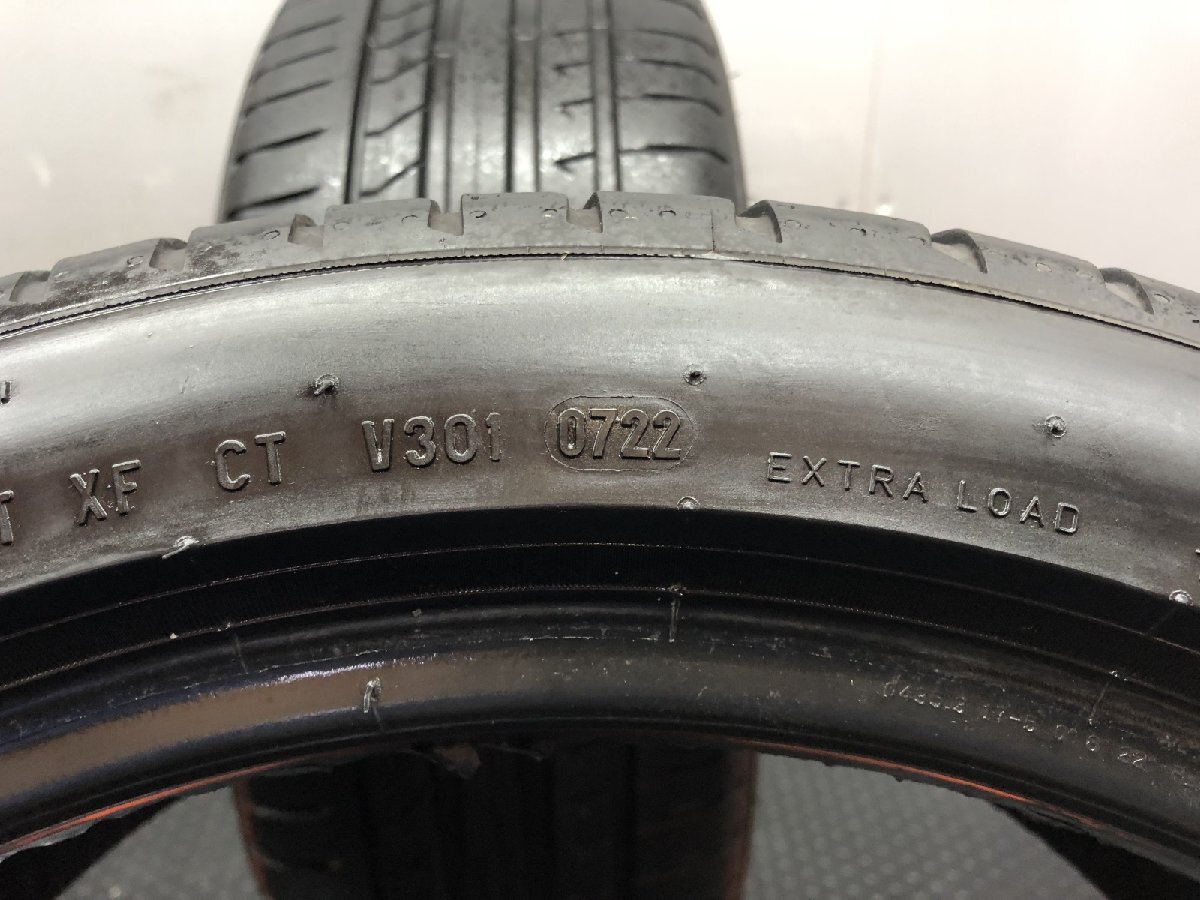 T XF CT V301 0722
EXTRA LOAD